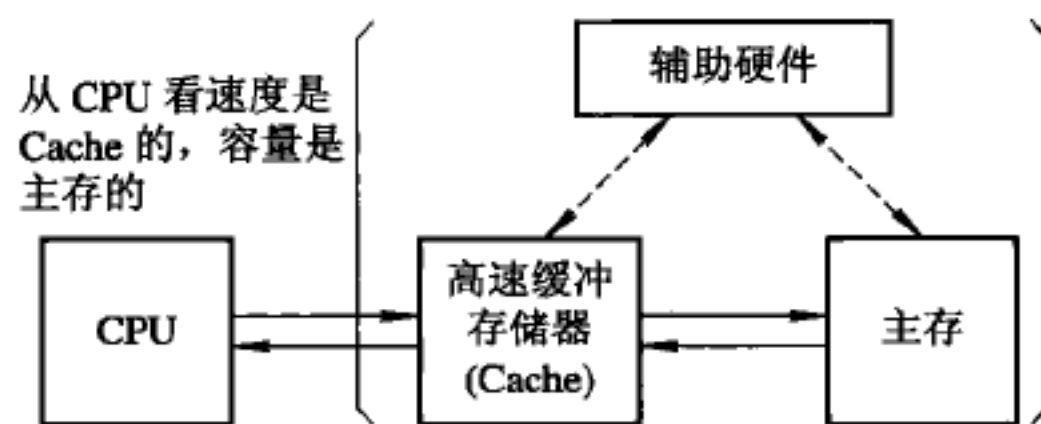 辅助硬件
从 CPU 看速度是
Cache 的，容量是
主存的
CPU
高速缓冲
存储器
(Cache)
主存